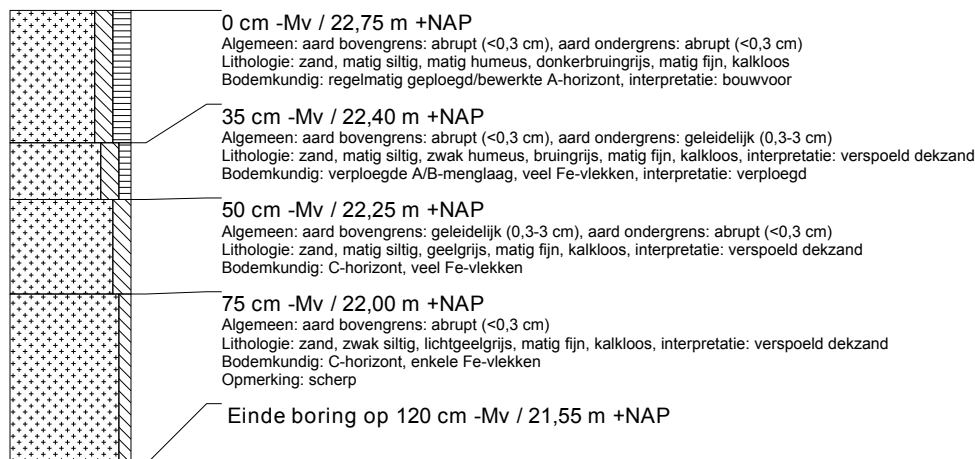 0 cm -Mv / 22,75 m +NAP
Algemeen: aard bovengrens: abrupt (<0,3 cm), aard ondergrens: abrupt (<0,3 cm)
Lithologie: zand, matig siltig, matig humeus, donkerbruingrijs, matig fijn, kalkloos
Bodemkundig: regelmatig geploegd/bewerkte A-horizont, interpretatie: bouwvoor
35 cm -Mv / 22,40 m +NAP
Algemeen: aard bovengrens: abrupt (<0,3 cm), aard ondergrens: geleidelijk (0,3-3 cm)
Lithologie: zand, matig siltig, zwak humeus, bruingrijs, matig fijn, kalkloos, interpretatie: verspoeld dekzand
Bodemkundig: verploegde A/B-menglaag, veel Fe-vlekken, interpretatie: verploegd
50 cm -Mv / 22,25 m +NAP
Algemeen: aard bovengrens: geleidelijk (0,3-3 cm), aard ondergrens: abrupt (<0,3 cm)
Lithologie: zand, matig siltig, geelgrijs, matig fijn, kalkloos, interpretatie: verspoeld dekzand
Bodemkundig: C-horizont, veel Fe-vlekken
75 cm -Mv / 22,00 m +NAP
Algemeen: aard bovengrens: abrupt (<0,3 cm)
Lithologie: zand, zwak siltig, lichtgeelgrijs, matig fijn, kalkloos, interpretatie: verspoeld dekzand
Bodemkundig: C-horizont, enkele Fe-vlekken
Opmerking: scherp
Einde boring op 120 cm -Mv / 21,55 m +NAP